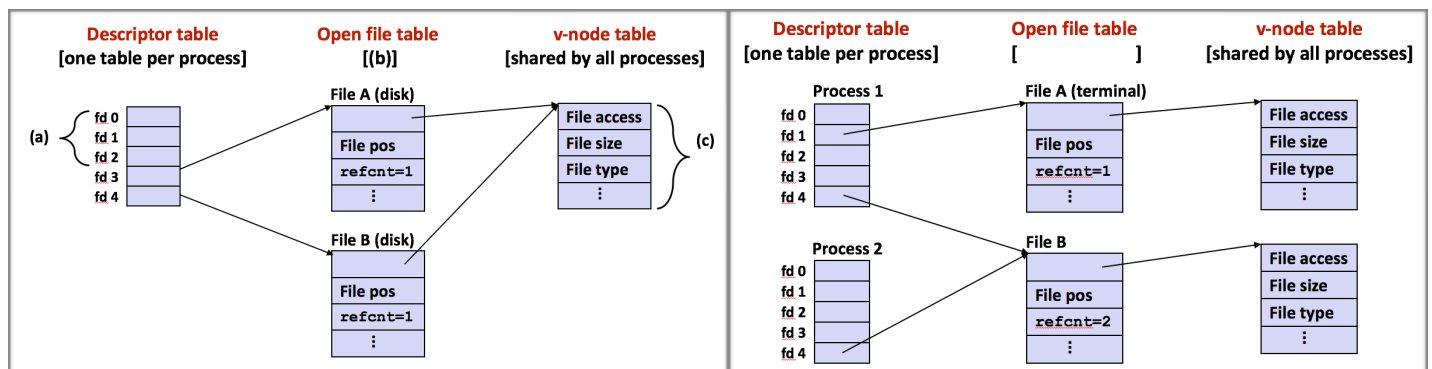 Descriptor table
[one table per process]
Open file table
[(b)]
v-node table
[shared by all processes]
(a)
fd 0
fd 1
fd 2
fd 3
fd 4
File A (disk)
File pos
refcnt=1
⋮
File B (disk)
File pos
refcnt=1
⋮
File access
File size
File type
⋮
(c)
Descriptor table
[one table per process]
Open file table
[ ]
v-node table
[shared by all processes]
Process 1
fd 0
fd 1
fd 2
fd 3
fd 4
Process 2
fd 0
fd 1
fd 2
fd 3
fd 4
File A (terminal)
File pos
refcnt=1
⋮
File B
File pos
refcnt=2
⋮
File access
File size
File type
⋮
File access
File size
File type
⋮